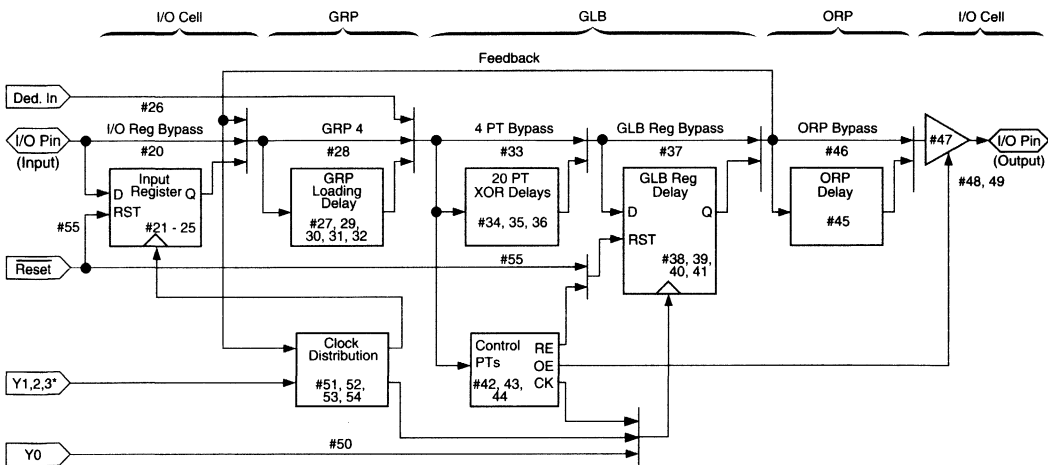 I/O Cell
GRP
GLB
ORP
I/O Cell
Feedback
Ded. In
#26
I/O Pin
(Input)
I/O Reg Bypass
#20
GRP 4
#28
4 PT Bypass
#33
GLB Reg Bypass
#37
ORP Bypass
#46
#47
I/O Pin
(Output)
#48, 49
Input
Register
D
Q
RST
#21 - 25
#55
GRP
Loading
Delay
#27, 29,
30, 31, 32
20 PT
XOR Delays
#34, 35, 36
GLB Reg
Delay
D
Q
RST
#38, 39,
40, 41
ORP
Delay
#45
Reset
#55
Clock
Distribution
#51, 52,
53, 54
Control
PTs
#42, 43,
44
RE
OE
CK
Y1,2,3*
Y0
#50